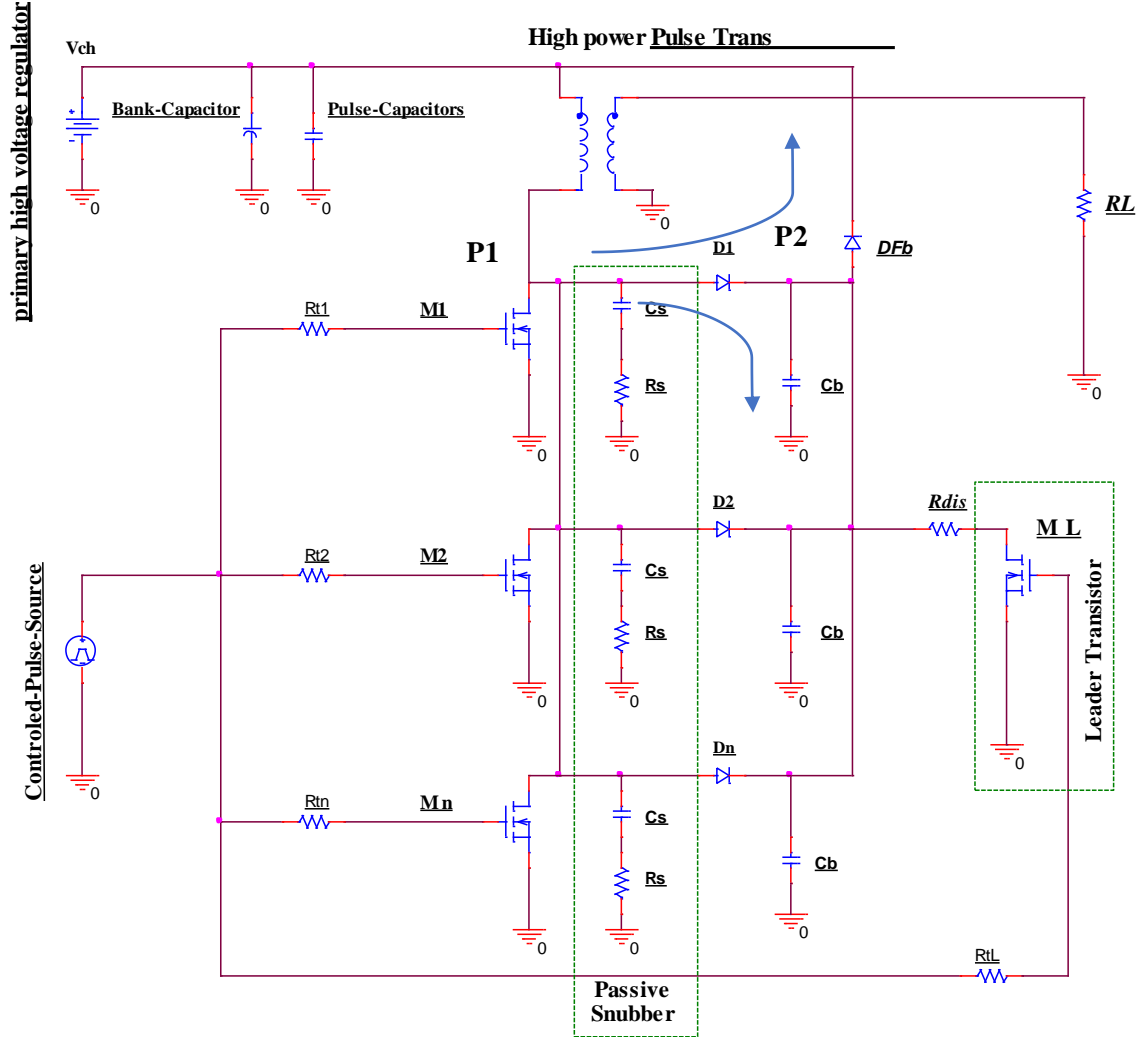 primary high voltage regulator
High power Pulse Trans
Vch
Bank-Capacitor
Pulse-Capacitors
0
0
0
0
RL
P1
P2
D1
DFb
Rt1
M1
Cs
Rs
Cb
0
0
0
0
D2
Rdis
M L
Rt2
M2
Cs
Rs
Cb
Controled-Pulse-Source
Leader Transistor
0
0
0
0
0
Dn
Rtn
Mn
Cs
Rs
Cb
0
0
0
RtL
Passive
Snubber